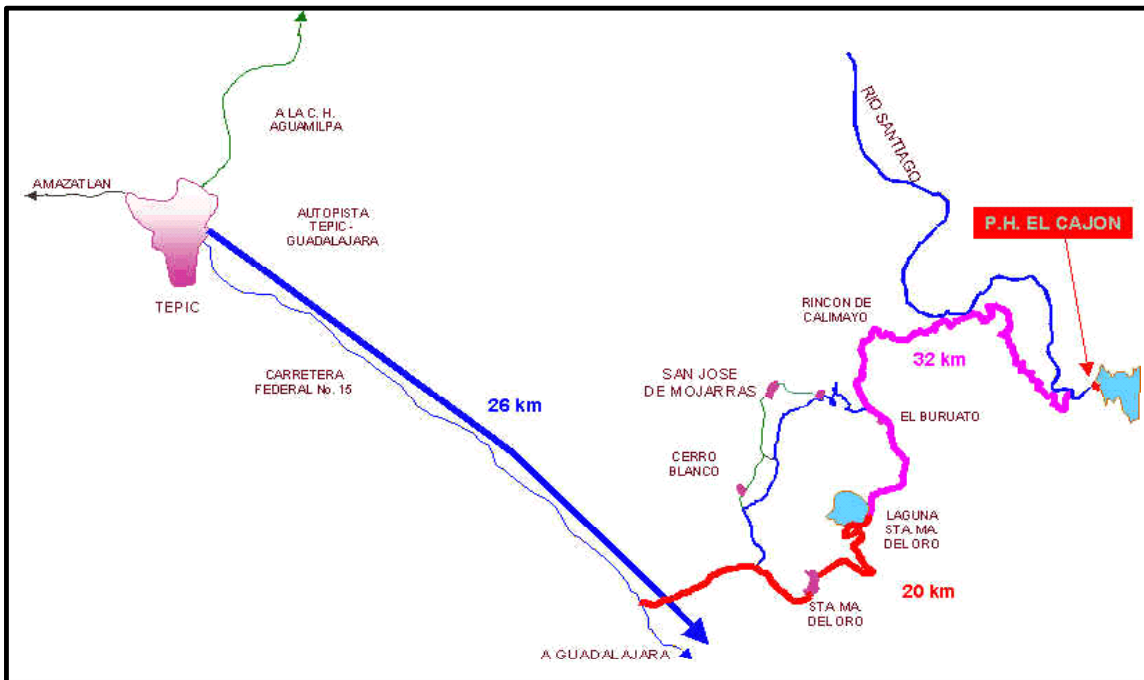 A LA C. H.
AGUAMILPA
RIO SANTIAGO
AMAZATLAN
AUTOPISTA
TEPIC -
GUADALAJARA
P.H. EL CAJON
TEPIC
RINCON DE
CALIMAYO
32 km
CARRETERA
FEDERAL No. 15
SAN JOSE
DE MOJARRAS
26 km
EL BURUATO
CERRO
BLANCO
LAGUNA
STA. MA.
DEL ORO
20 km
STA. MA.
DEL ORO
A GUADALAJARA